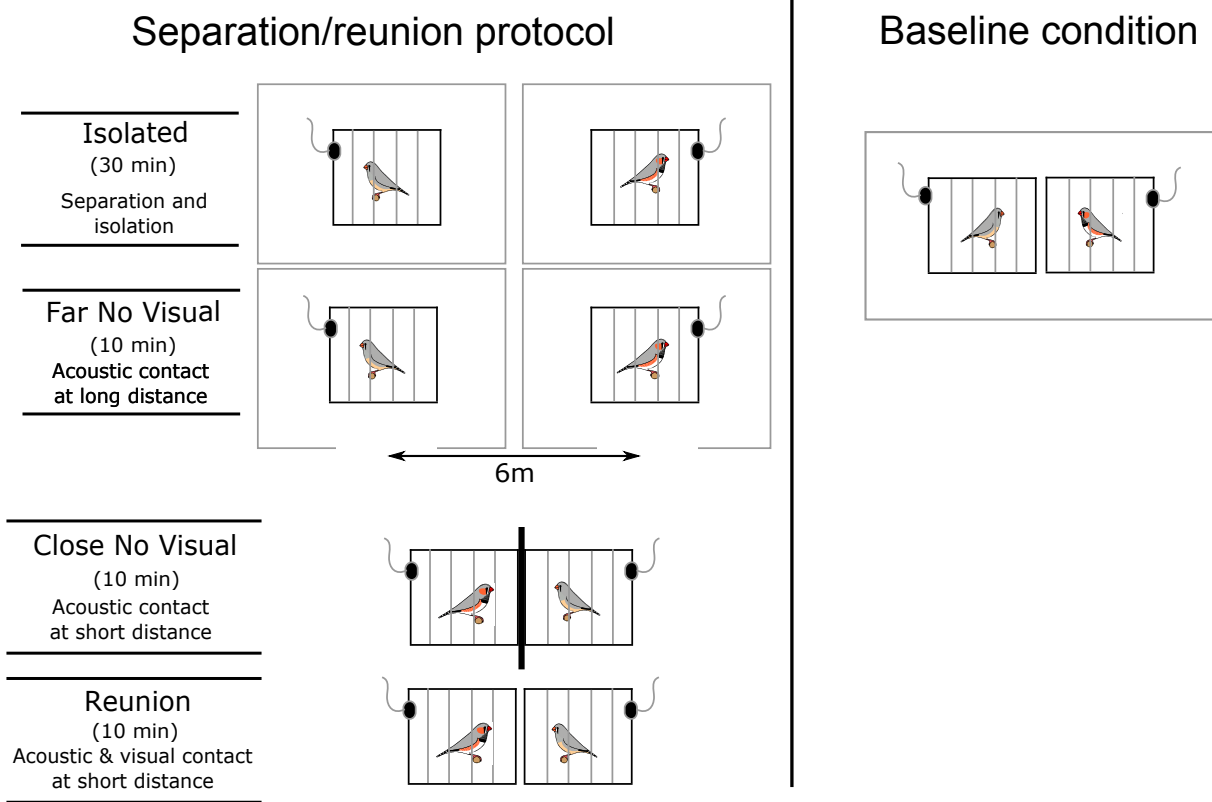 Separation/reunion protocol
Baseline condition
Isolated
(30 min)
Separation and
isolation
Far No Visual
(10 min)
Acoustic contact
at long distance
6m
Close No Visual
(10 min)
Acoustic contact
at short distance
Reunion
(10 min)
Acoustic & visual contact
at short distance